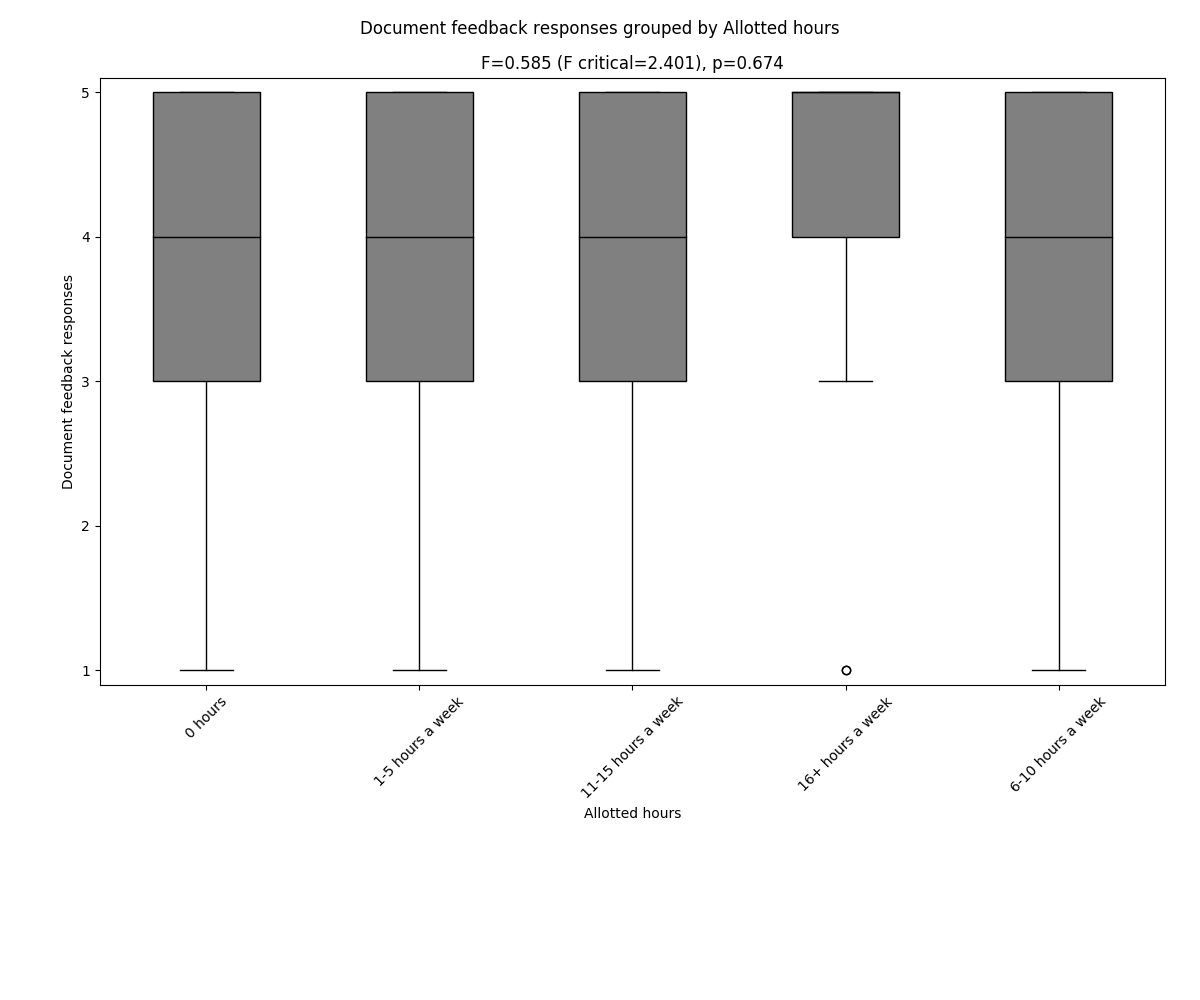 Document feedback responses grouped by Allotted hours
F=0.585 (F critical=2.401), p=0.674
5
4
3
2
1
Document feedback responses
0 hours
1-5 hours a week
11-15 hours a week
16+ hours a week
6-10 hours a week
Allotted hours